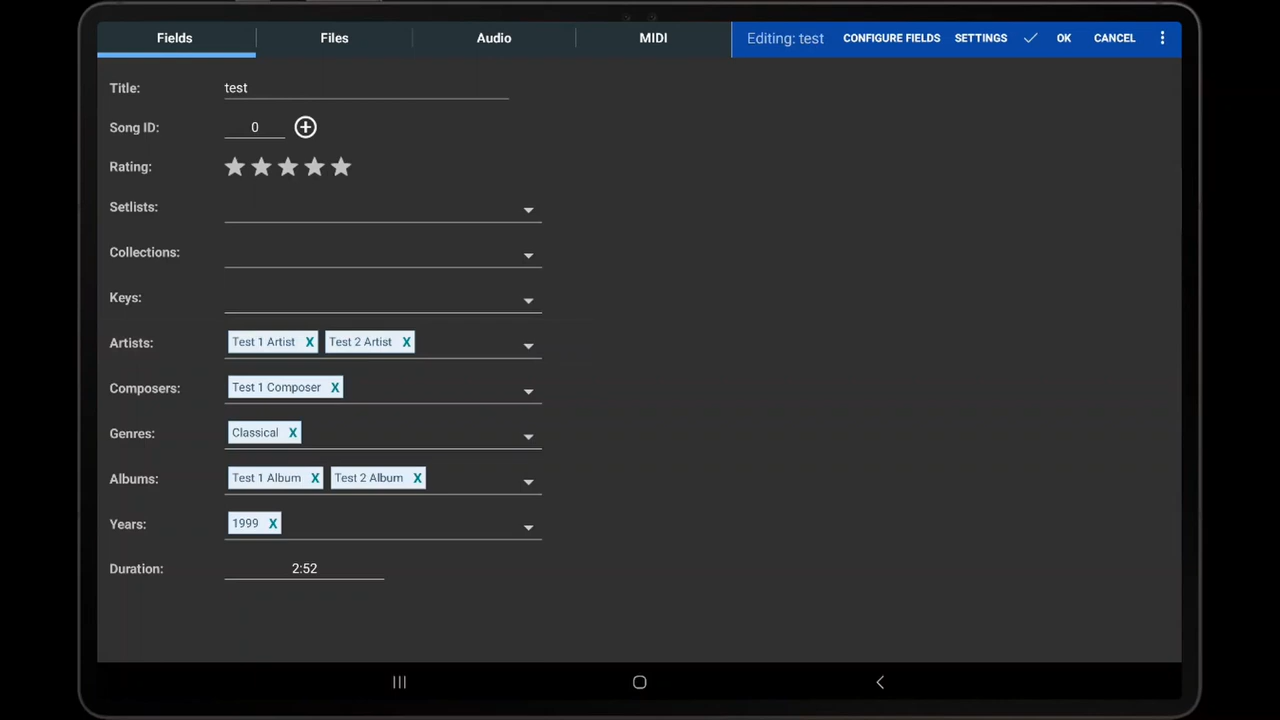 Fields Files Audio MIDI Editing: test CONFIGURE FIELDS SETTINGS OK CANCEL
Title: test
Song ID: 0
Rating:
Setlists:
Collections:
Keys:
Artists: Test 1 Artist X Test 2 Artist X
Composers: Test 1 Composer X
Genres: Classical X
Albums: Test 1 Album X Test 2 Album X
Years: 1999 X
Duration: 2:52